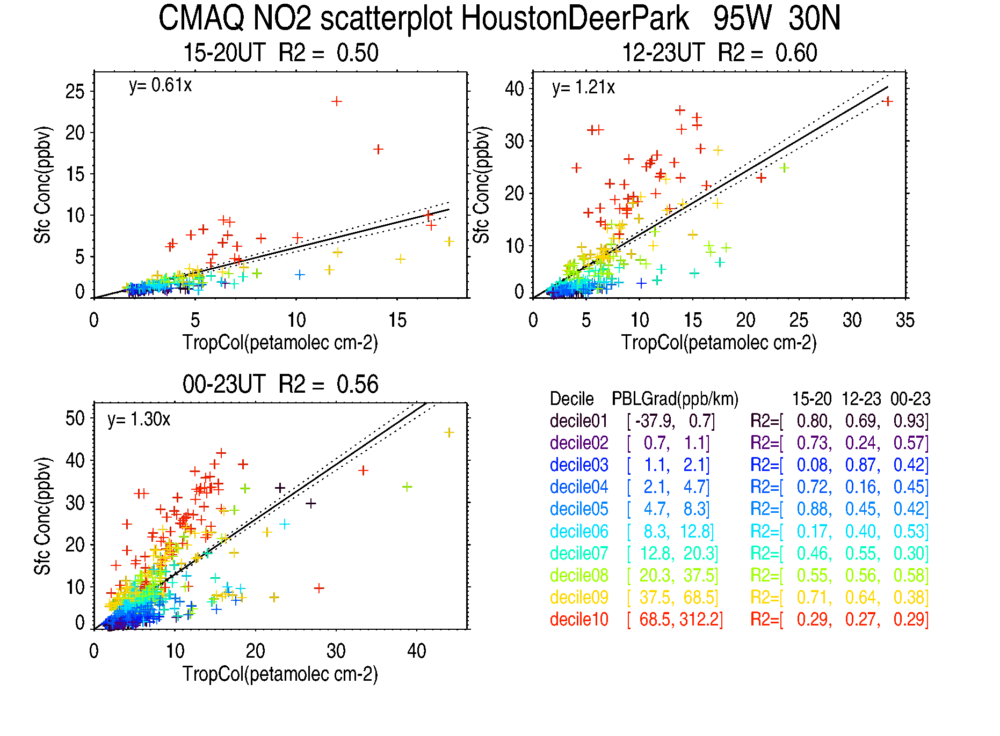 CMAQ NO2 scatterplot HoustonDeerPark 95W 30N
15-20UT R2 = 0.50
y= 0.61x
25
20
15
10
5
0
Sfc Conc(ppbv)
0 5 10 15
TropCol(petamolec cm-2)
12-23UT R2 = 0.60
y= 1.21x
40
30
20
10
0
Sfc Conc(ppbv)
0 5 10 15 20 25 30 35
TropCol(petamolec cm-2)
00-23UT R2 = 0.56
y= 1.30x
50
40
30
20
10
0
Sfc Conc(ppbv)
0 10 20 30 40
TropCol(petamolec cm-2)
Decile PBLGrad(ppb/km) 15-20 12-23 00-23
decile01 [ -37.9, 0.7] R2=[ 0.80, 0.69, 0.93]
decile02 [ 0.7, 1.1] R2=[ 0.73, 0.24, 0.57]
decile03 [ 1.1, 2.1] R2=[ 0.08, 0.87, 0.42]
decile04 [ 2.1, 4.7] R2=[ 0.72, 0.16, 0.45]
decile05 [ 4.7, 8.3] R2=[ 0.88, 0.45, 0.42]
decile06 [ 8.3, 12.8] R2=[ 0.17, 0.40, 0.53]
decile07 [ 12.8, 20.3] R2=[ 0.46, 0.55, 0.30]
decile08 [ 20.3, 37.5] R2=[ 0.55, 0.56, 0.58]
decile09 [ 37.5, 68.5] R2=[ 0.71, 0.64, 0.38]
decile10 [ 68.5, 312.2] R2=[ 0.29, 0.27, 0.29]